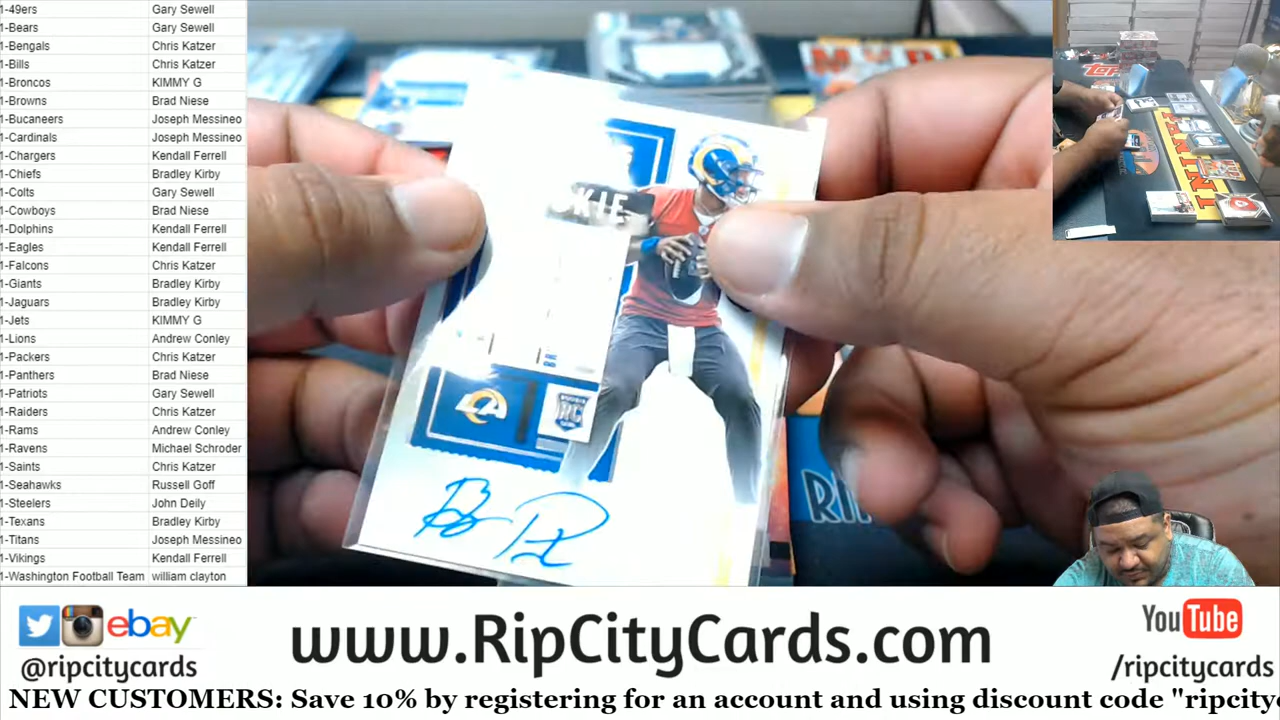 1-49ers Gary Sewell
1-Bears Gary Sewell
1-Bengals Chris Katzer
1-Bills Chris Katzer
1-Broncos KIMMY G
1-Browns Brad Niese
1-Bucaneers Joseph Messineo
1-Cardinals Joseph Messineo
1-Chargers Kendall Ferrell
1-Chiefs Bradley Kirby
1-Colts Gary Sewell
1-Cowboys Brad Niese
1-Dolphins Kendall Ferrell
1-Eagles Kendall Ferrell
1-Falcons Chris Katzer
1-Giants Bradley Kirby
1-Jaguars Bradley Kirby
1-Jets KIMMY G
1-Lions Andrew Conley
1-Packers Chris Katzer
1-Panthers Brad Niese
1-Patriots Gary Sewell
1-Raiders Chris Katzer
1-Rams Andrew Conley
1-Ravens Michael Schroder
1-Saints Chris Katzer
1-Seahawks Russell Goff
1-Steelers John Deily
1-Texans Bradley Kirby
1-Titans Joseph Messineo
1-Vikings Kendall Ferrell
1-Washington Football Team william clayton
OKIE
RC
PANINI
ebay
@ripcitycards
www.RipCityCards.com
YouTube
/ripcitycards
NEW CUSTOMERS: Save 10% by registering for an account and using discount code "ripcity